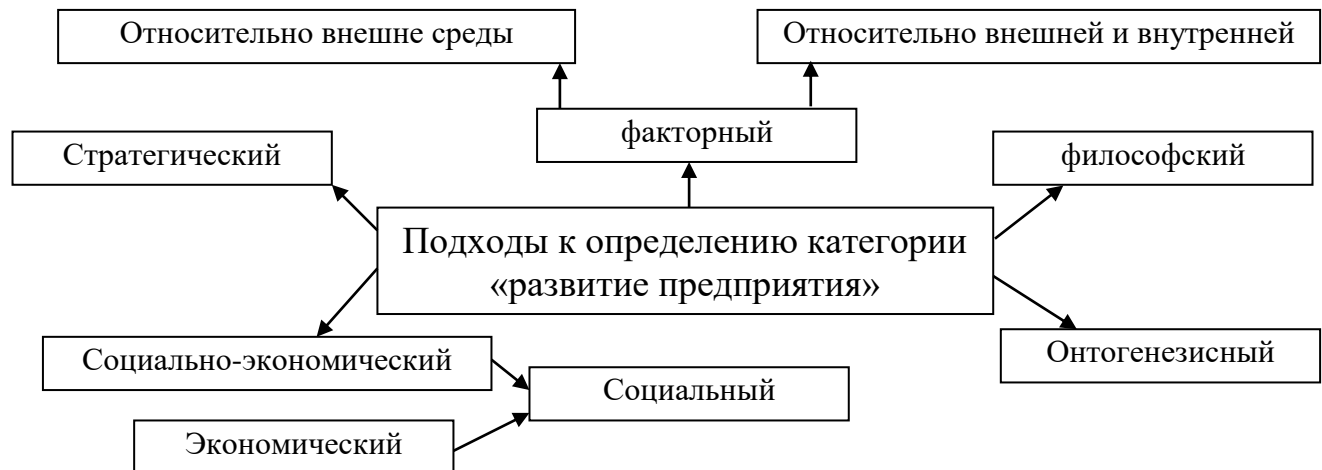 Относительно внешне среды
Относительно внешней и внутренней
факторный
Стратегический
философский
Подходы к определению категории
«развитие предприятия»
Социально-экономический
Онтогенезисный
Социальный
Экономический